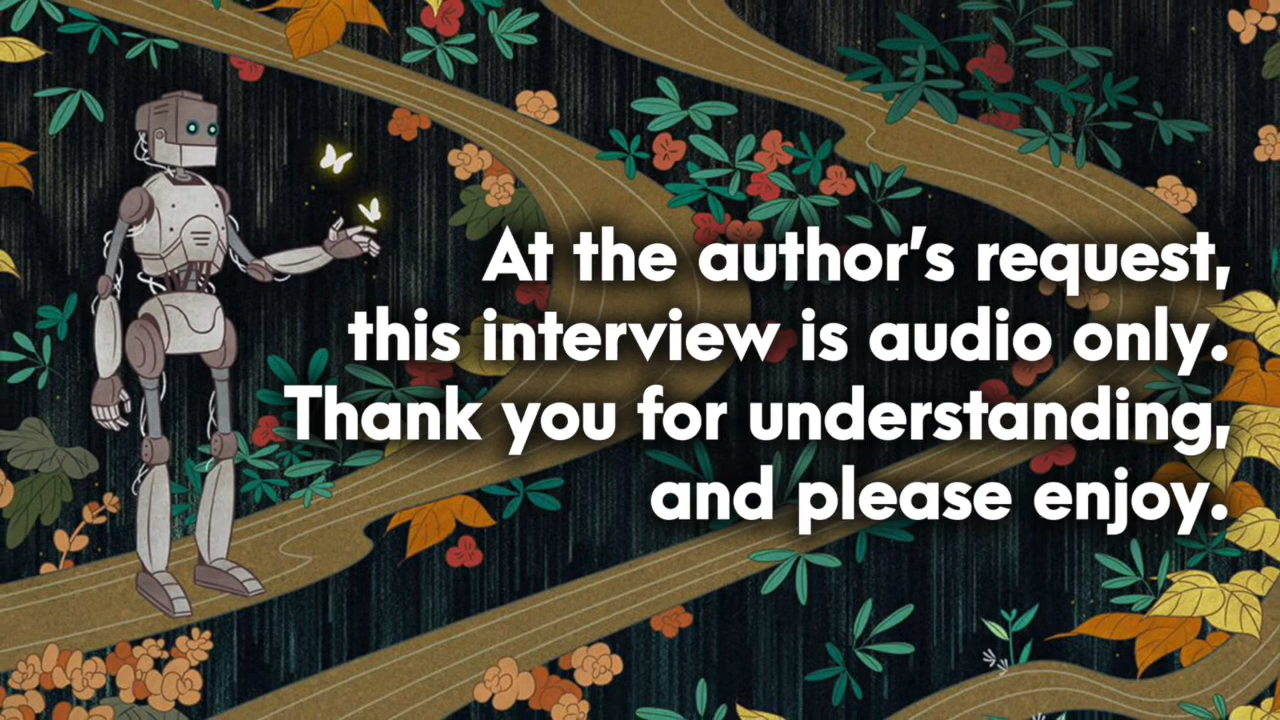 At the author's request,
this interview is audio only.
Thank you for understanding,
and please enjoy.